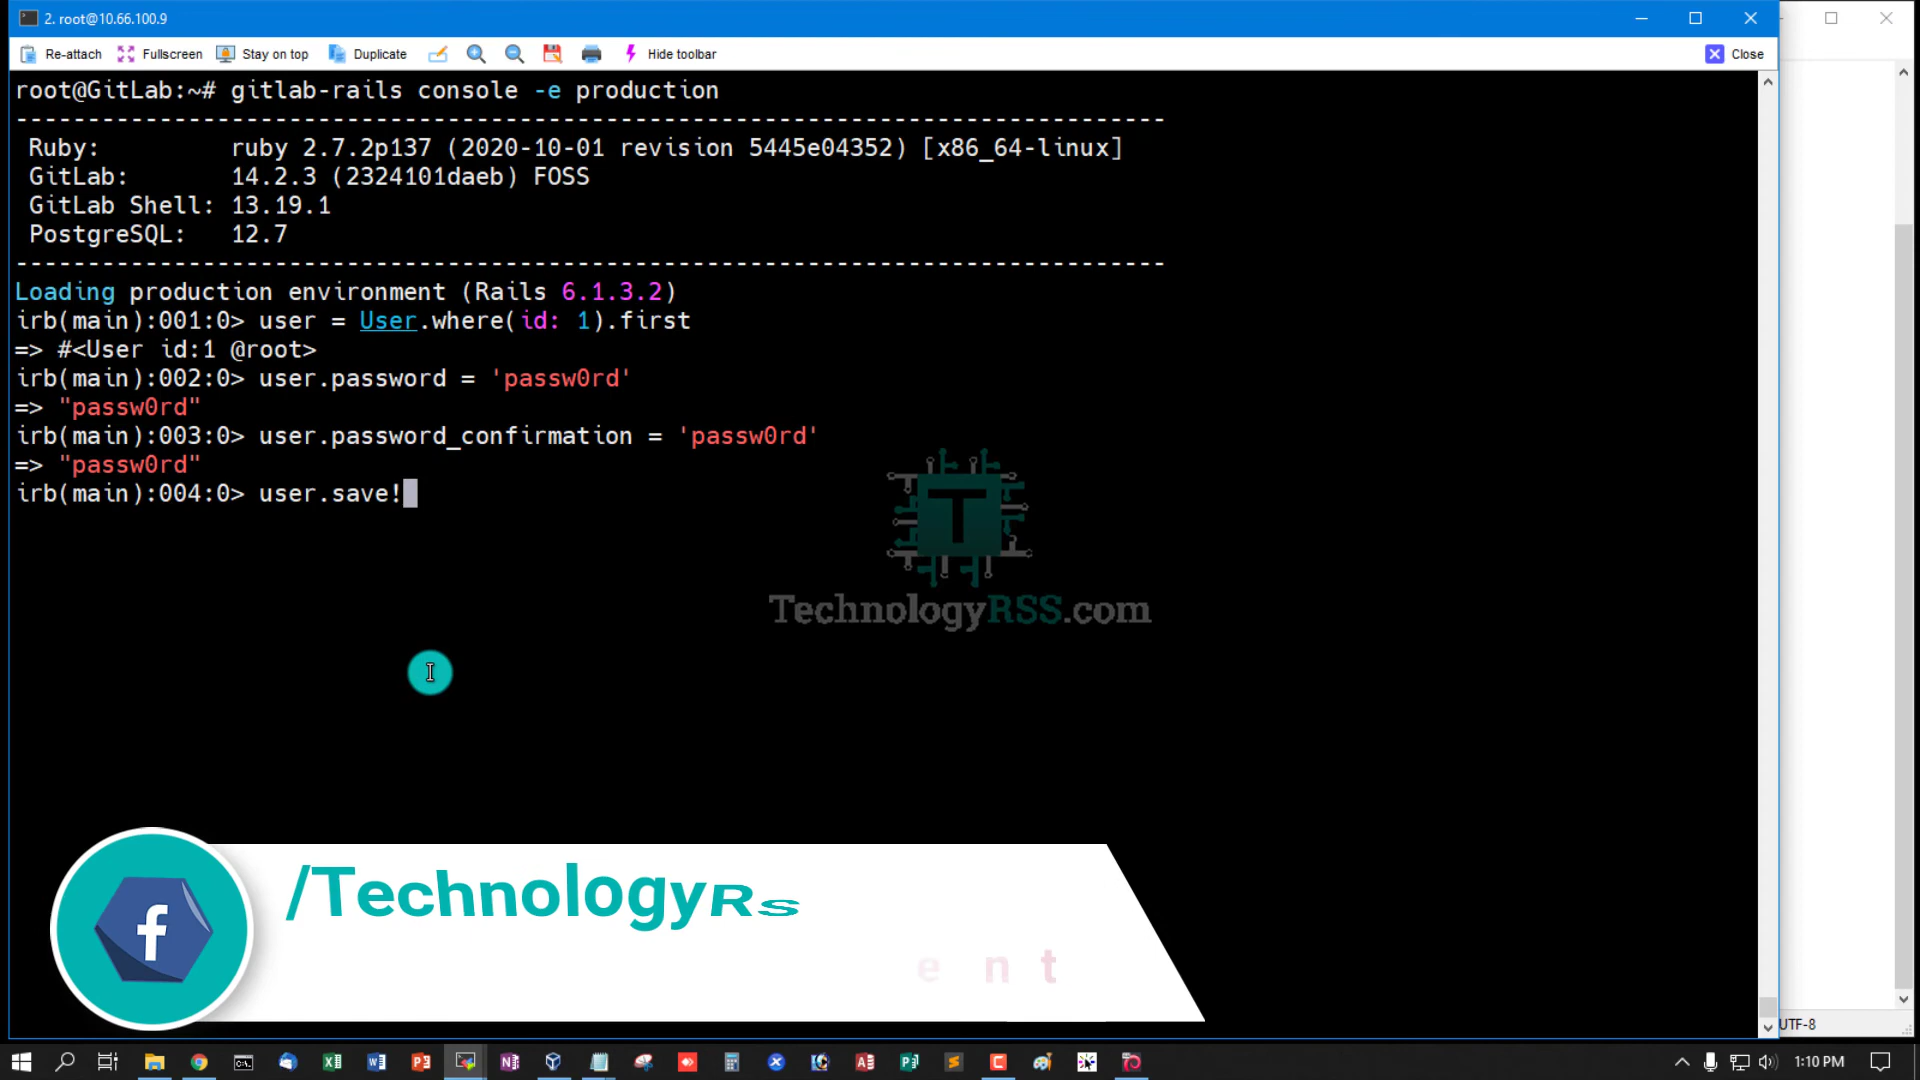 2. root@10.66.100.9
Re-attach Fullscreen Stay on top Duplicate Hide toolbar Close
root@GitLab:~# gitlab-rails console -e production
--------------------------------------------------------------------------------
Ruby: ruby 2.7.2p137 (2020-10-01 revision 5445e04352) [x86_64-linux]
GitLab: 14.2.3 (2324101daeb) FOSS
GitLab Shell: 13.19.1
PostgreSQL: 12.7
--------------------------------------------------------------------------------
Loading production environment (Rails 6.1.3.2)
irb(main):001:0> user = User.where(id: 1).first
=> #<User id:1 @root>
irb(main):002:0> user.password = 'passw0rd'
=> "passw0rd"
irb(main):003:0> user.password_confirmation = 'passw0rd'
=> "passw0rd"
irb(main):004:0> user.save!
T
TechnologyRSS.com
/TechnologyRs
e n t
UTF-8
1:10 PM